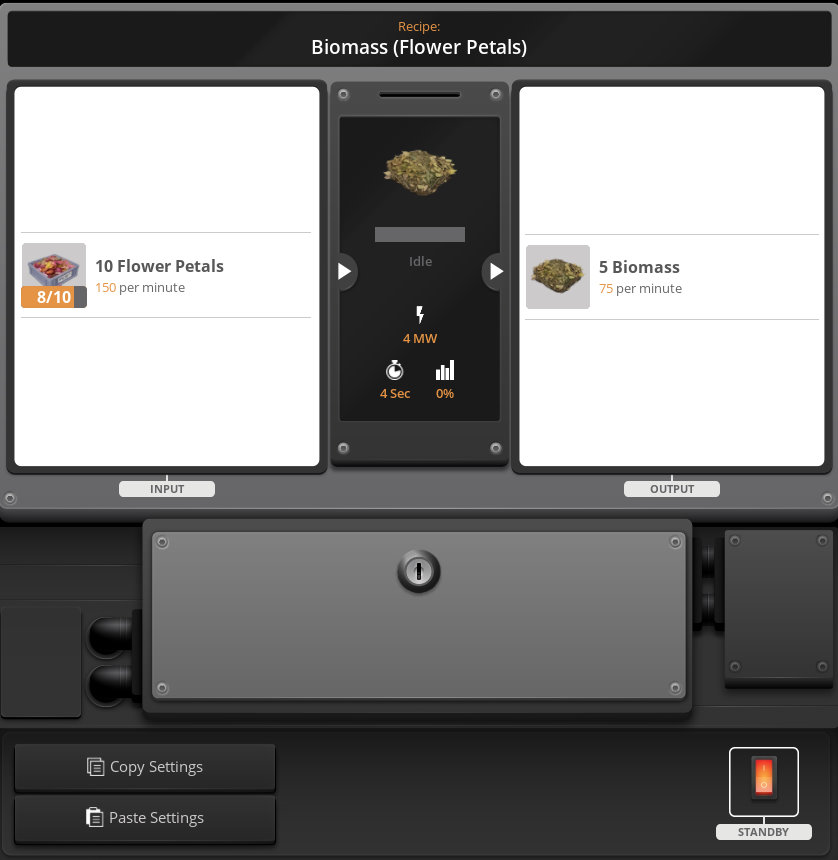 Recipe:
Biomass (Flower Petals)
10 Flower Petals
150 per minute
8/10
Idle
4 MW
4 Sec
0%
5 Biomass
75 per minute
INPUT
OUTPUT
Copy Settings
Paste Settings
STANDBY